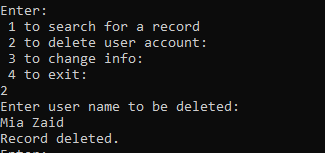 Enter:
1 to search for a record
2 to delete user account:
3 to change info:
4 to exit:
2
Enter user name to be deleted:
Mia Zaid
Record deleted.
Enter: